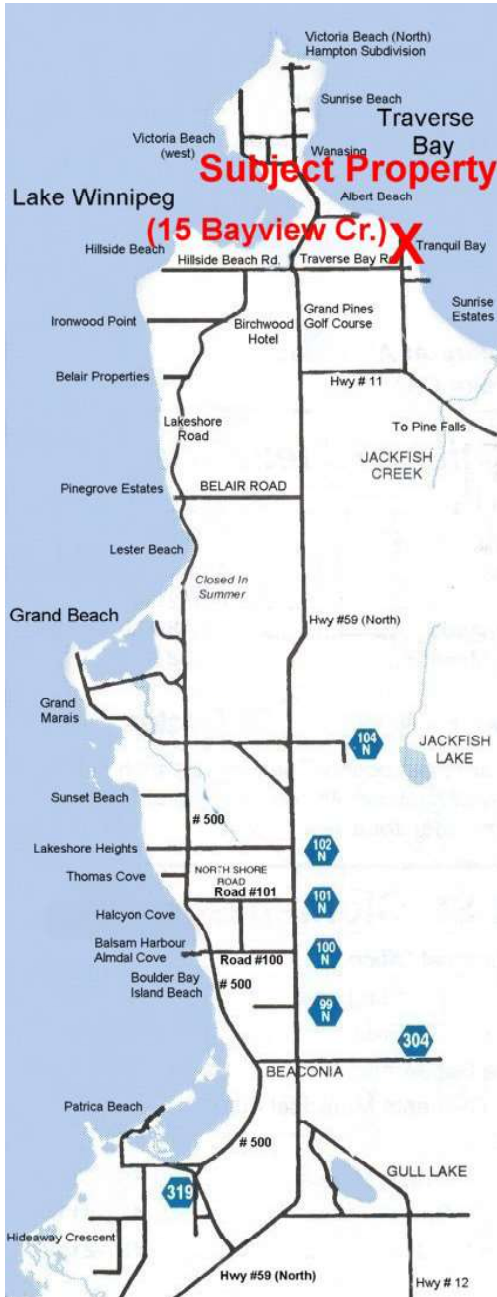 Victoria Beach (North)
Hampton Subdivision
Sunrise Beach
Traverse
Bay
Victoria Beach
(west)
Wanasing
Subject Property
Lake Winnipeg
Albert Beach
(15 Bayview Cr.)
X
Tranquil Bay
Hillside Beach
Hillside Beach Rd.
Traverse Bay R
Sunrise
Estates
Grand Pines
Golf Course
Ironwood Point
Birchwood
Hotel
Belair Properties
Hwy # 11
Lakeshore
Road
To Pine Falls
JACKFISH
CREEK
Pinegrove Estates
BELAIR ROAD
Lester Beach
Closed In
Summer
Grand Beach
Hwy #59 (North)
Grand
Marais
104
N
JACKFISH
LAKE
Sunset Beach
# 500
Lakeshore Heights
102
N
Thomas Cove
NORTH SHORE
ROAD
Road #101
101
N
Halcyon Cove
Balsam Harbour
Almdal Cove
Road #100
100
N
Boulder Bay
Island Beach
# 500
99
N
304
BEACONIA
Patrica Beach
# 500
GULL LAKE
319
Hideaway Crescent
Hwy #59 (North)
Hwy # 12